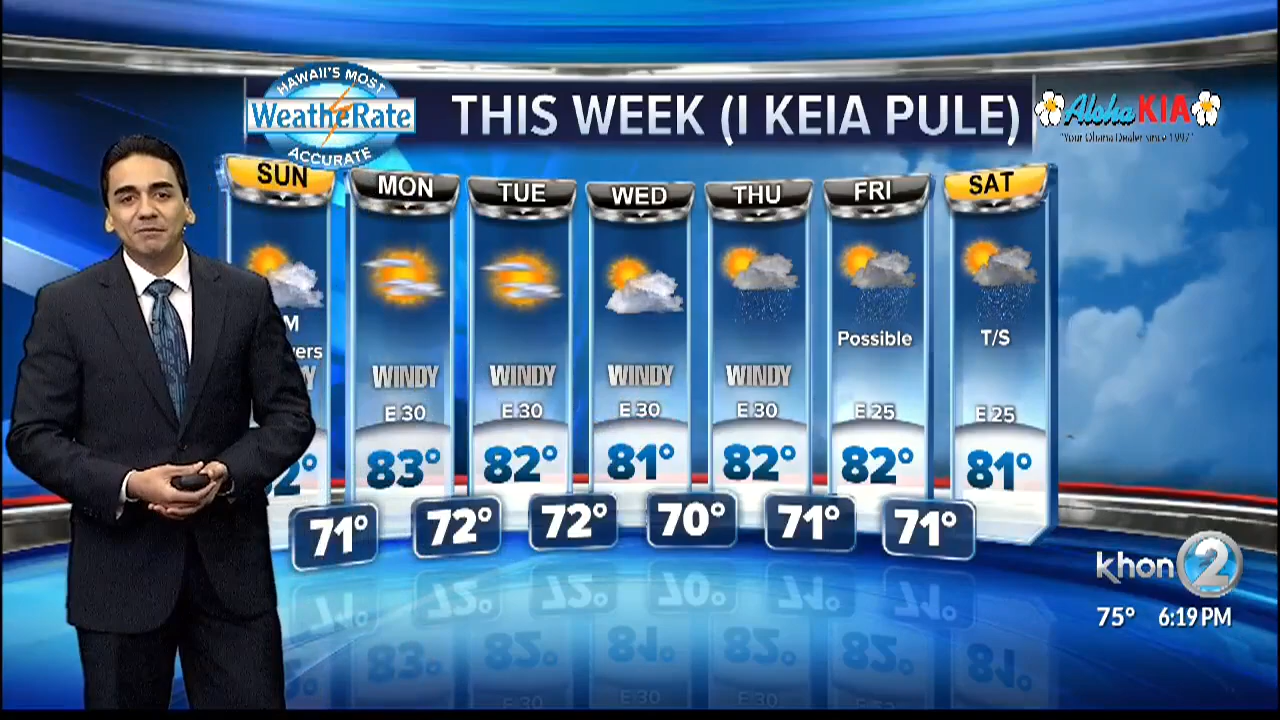 HAWAII'S MOST
WeatheRate
ACCURATE
THIS WEEK (I KEIA PULE)
Aloha KIA
"Your Ohana Dealer since 1997"
SUN MON TUE WED THU FRI SAT
Possible T/S
WINDY WINDY WINDY WINDY
E 30 E 30 E 30 E 30 E 25 E 25
83° 82° 81° 82° 82° 81°
71° 72° 72° 70° 71° 71°
khon 2
75° 6:19 PM